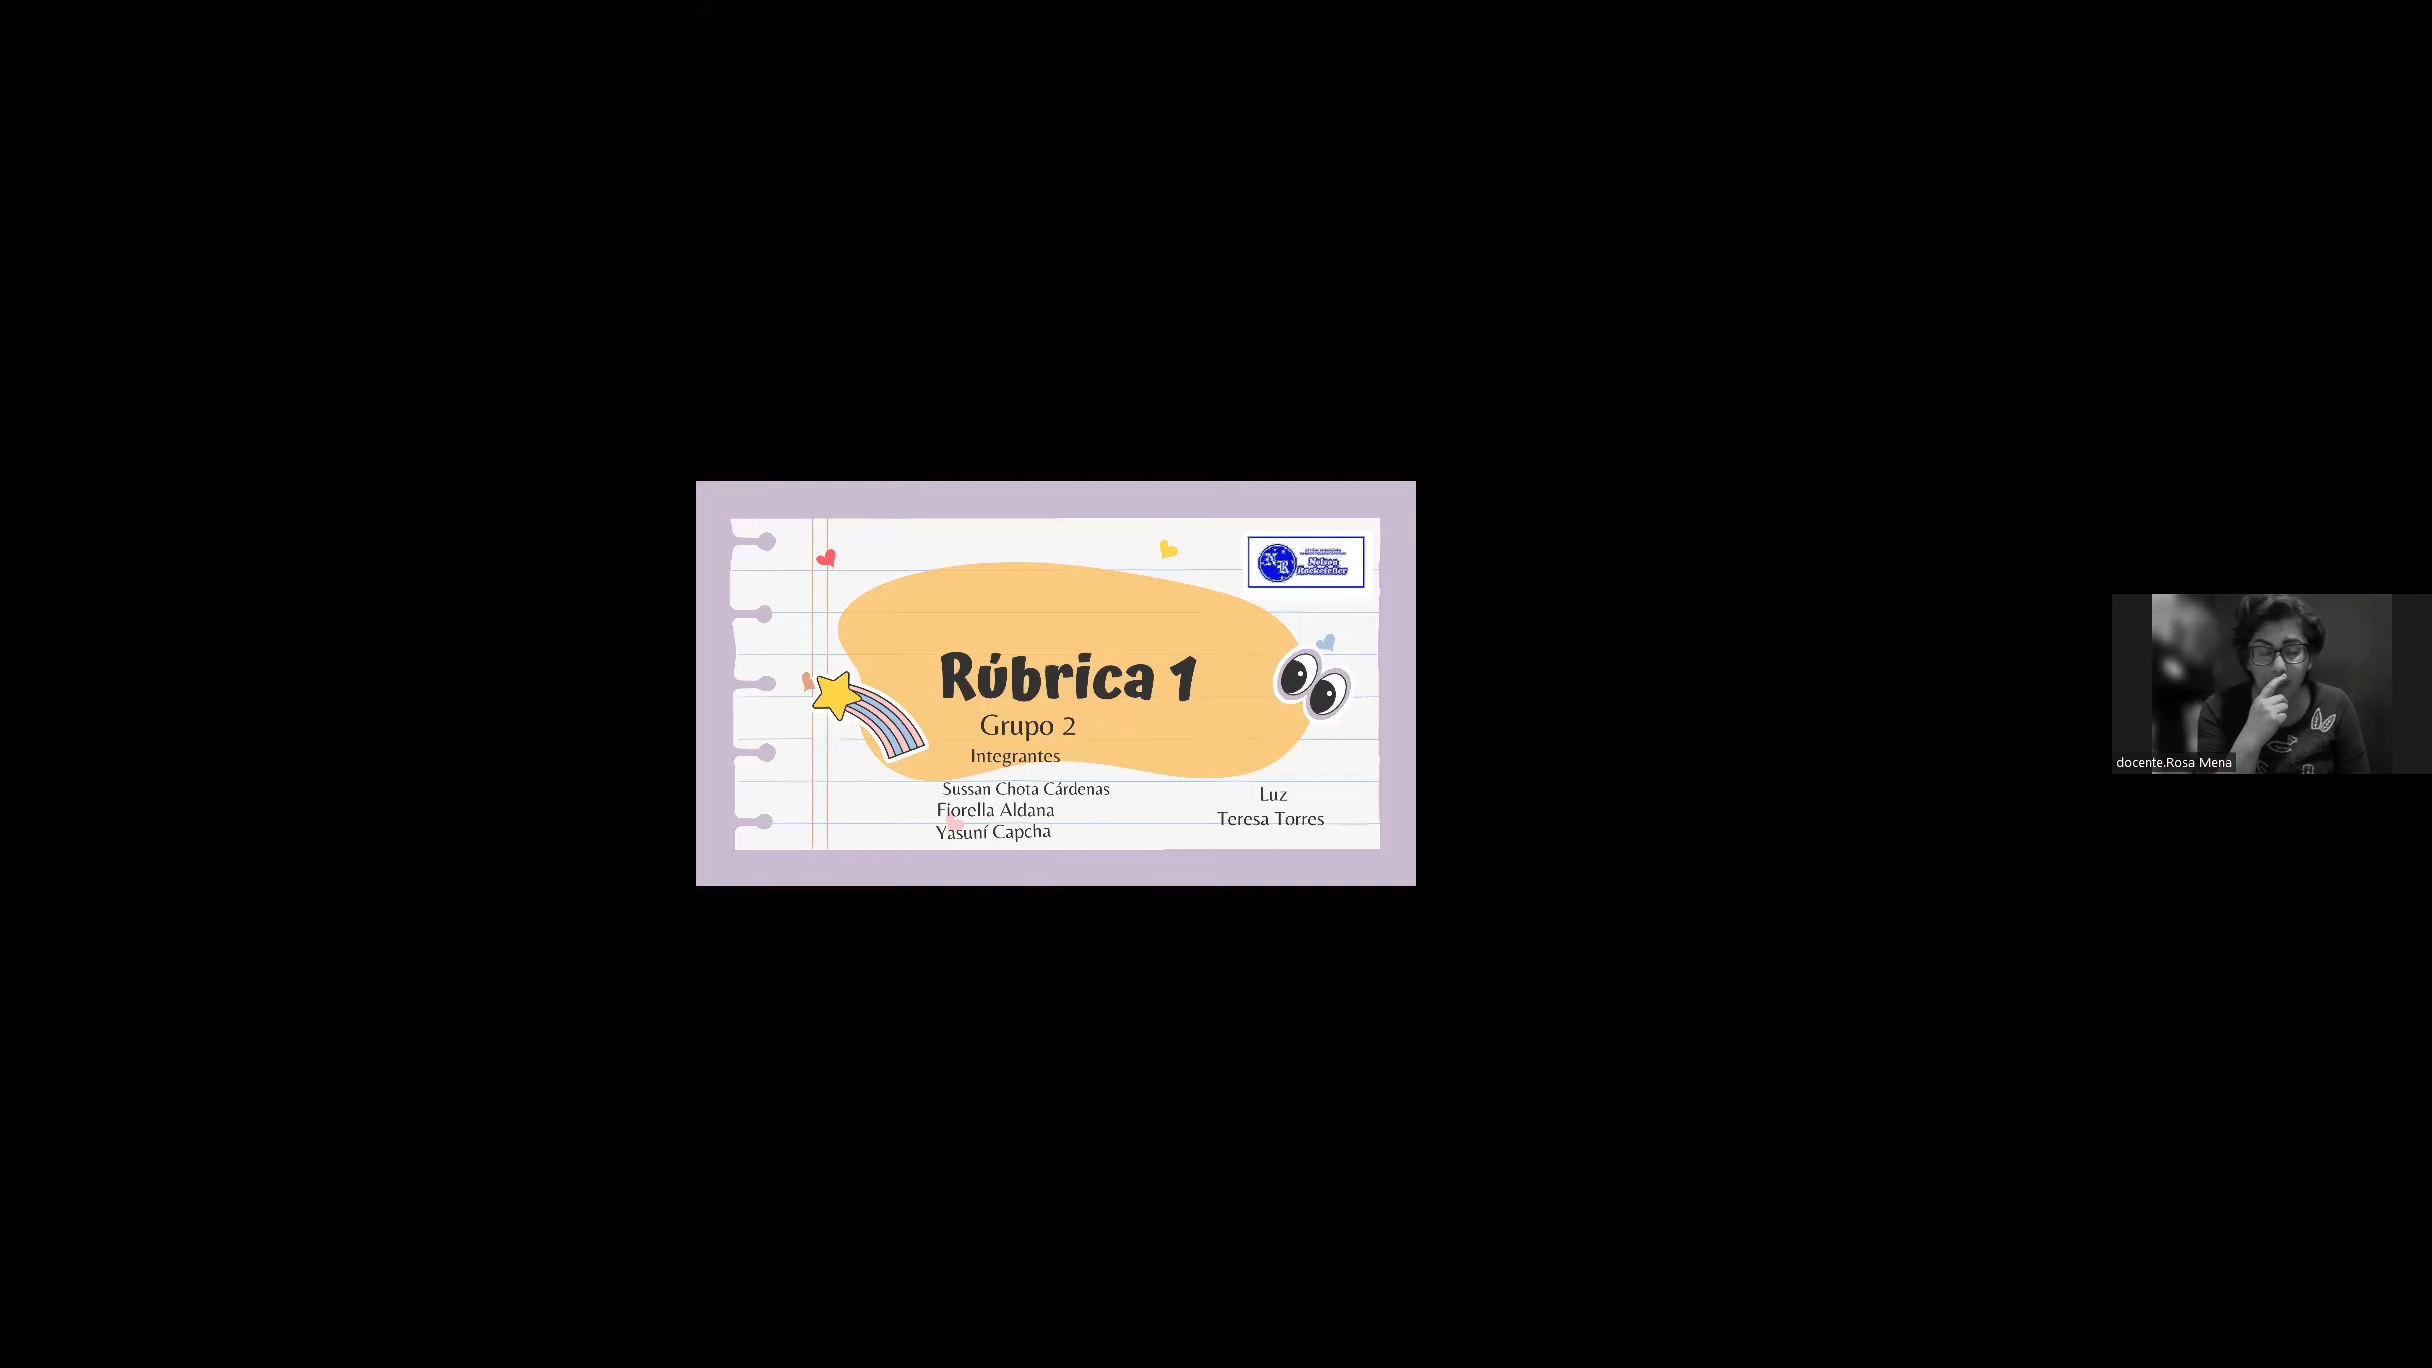 N
R
Nelson
Rockefeller
Rúbrica 1
Grupo 2
Integrantes
Sussan Chota Cárdenas
Fiorella Aldana
Yasuní Capcha
Luz
Teresa Torres
docente.Rosa Mena